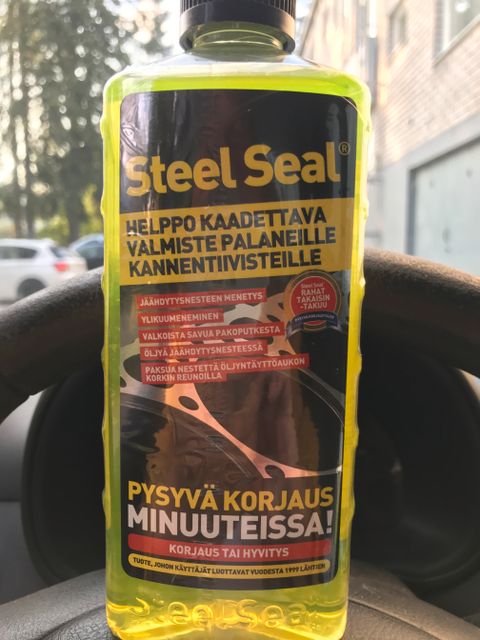 Steel Seal®
HELPPO KAADETTAVA
VALMISTE PALANEILLE
KANNENTIIVISTEILLE
JÄÄHDYTYSNESTEEN MENETYS
YLIKUUMENEMINEN
VALKOISTA SAVUA PAKOPUTKESTA
ÖLJYÄ JÄÄHDYTYSNESTEESSÄ
PAKSUA NESTETTÄ ÖLJYNTÄYTTÖAUKON
KORKIN REUNOILLA
Steel Seal
RAHAT
TAKAISIN
-TAKUU
PYSYVÄ KORJAUS
MINUUTEISSA!
KORJAUS TAI HYVITYS
TUOTE, JOHON KÄYTTÄJÄT LUOTTAVAT VUODESTA 1999 LÄHTIEN
Steel Seal